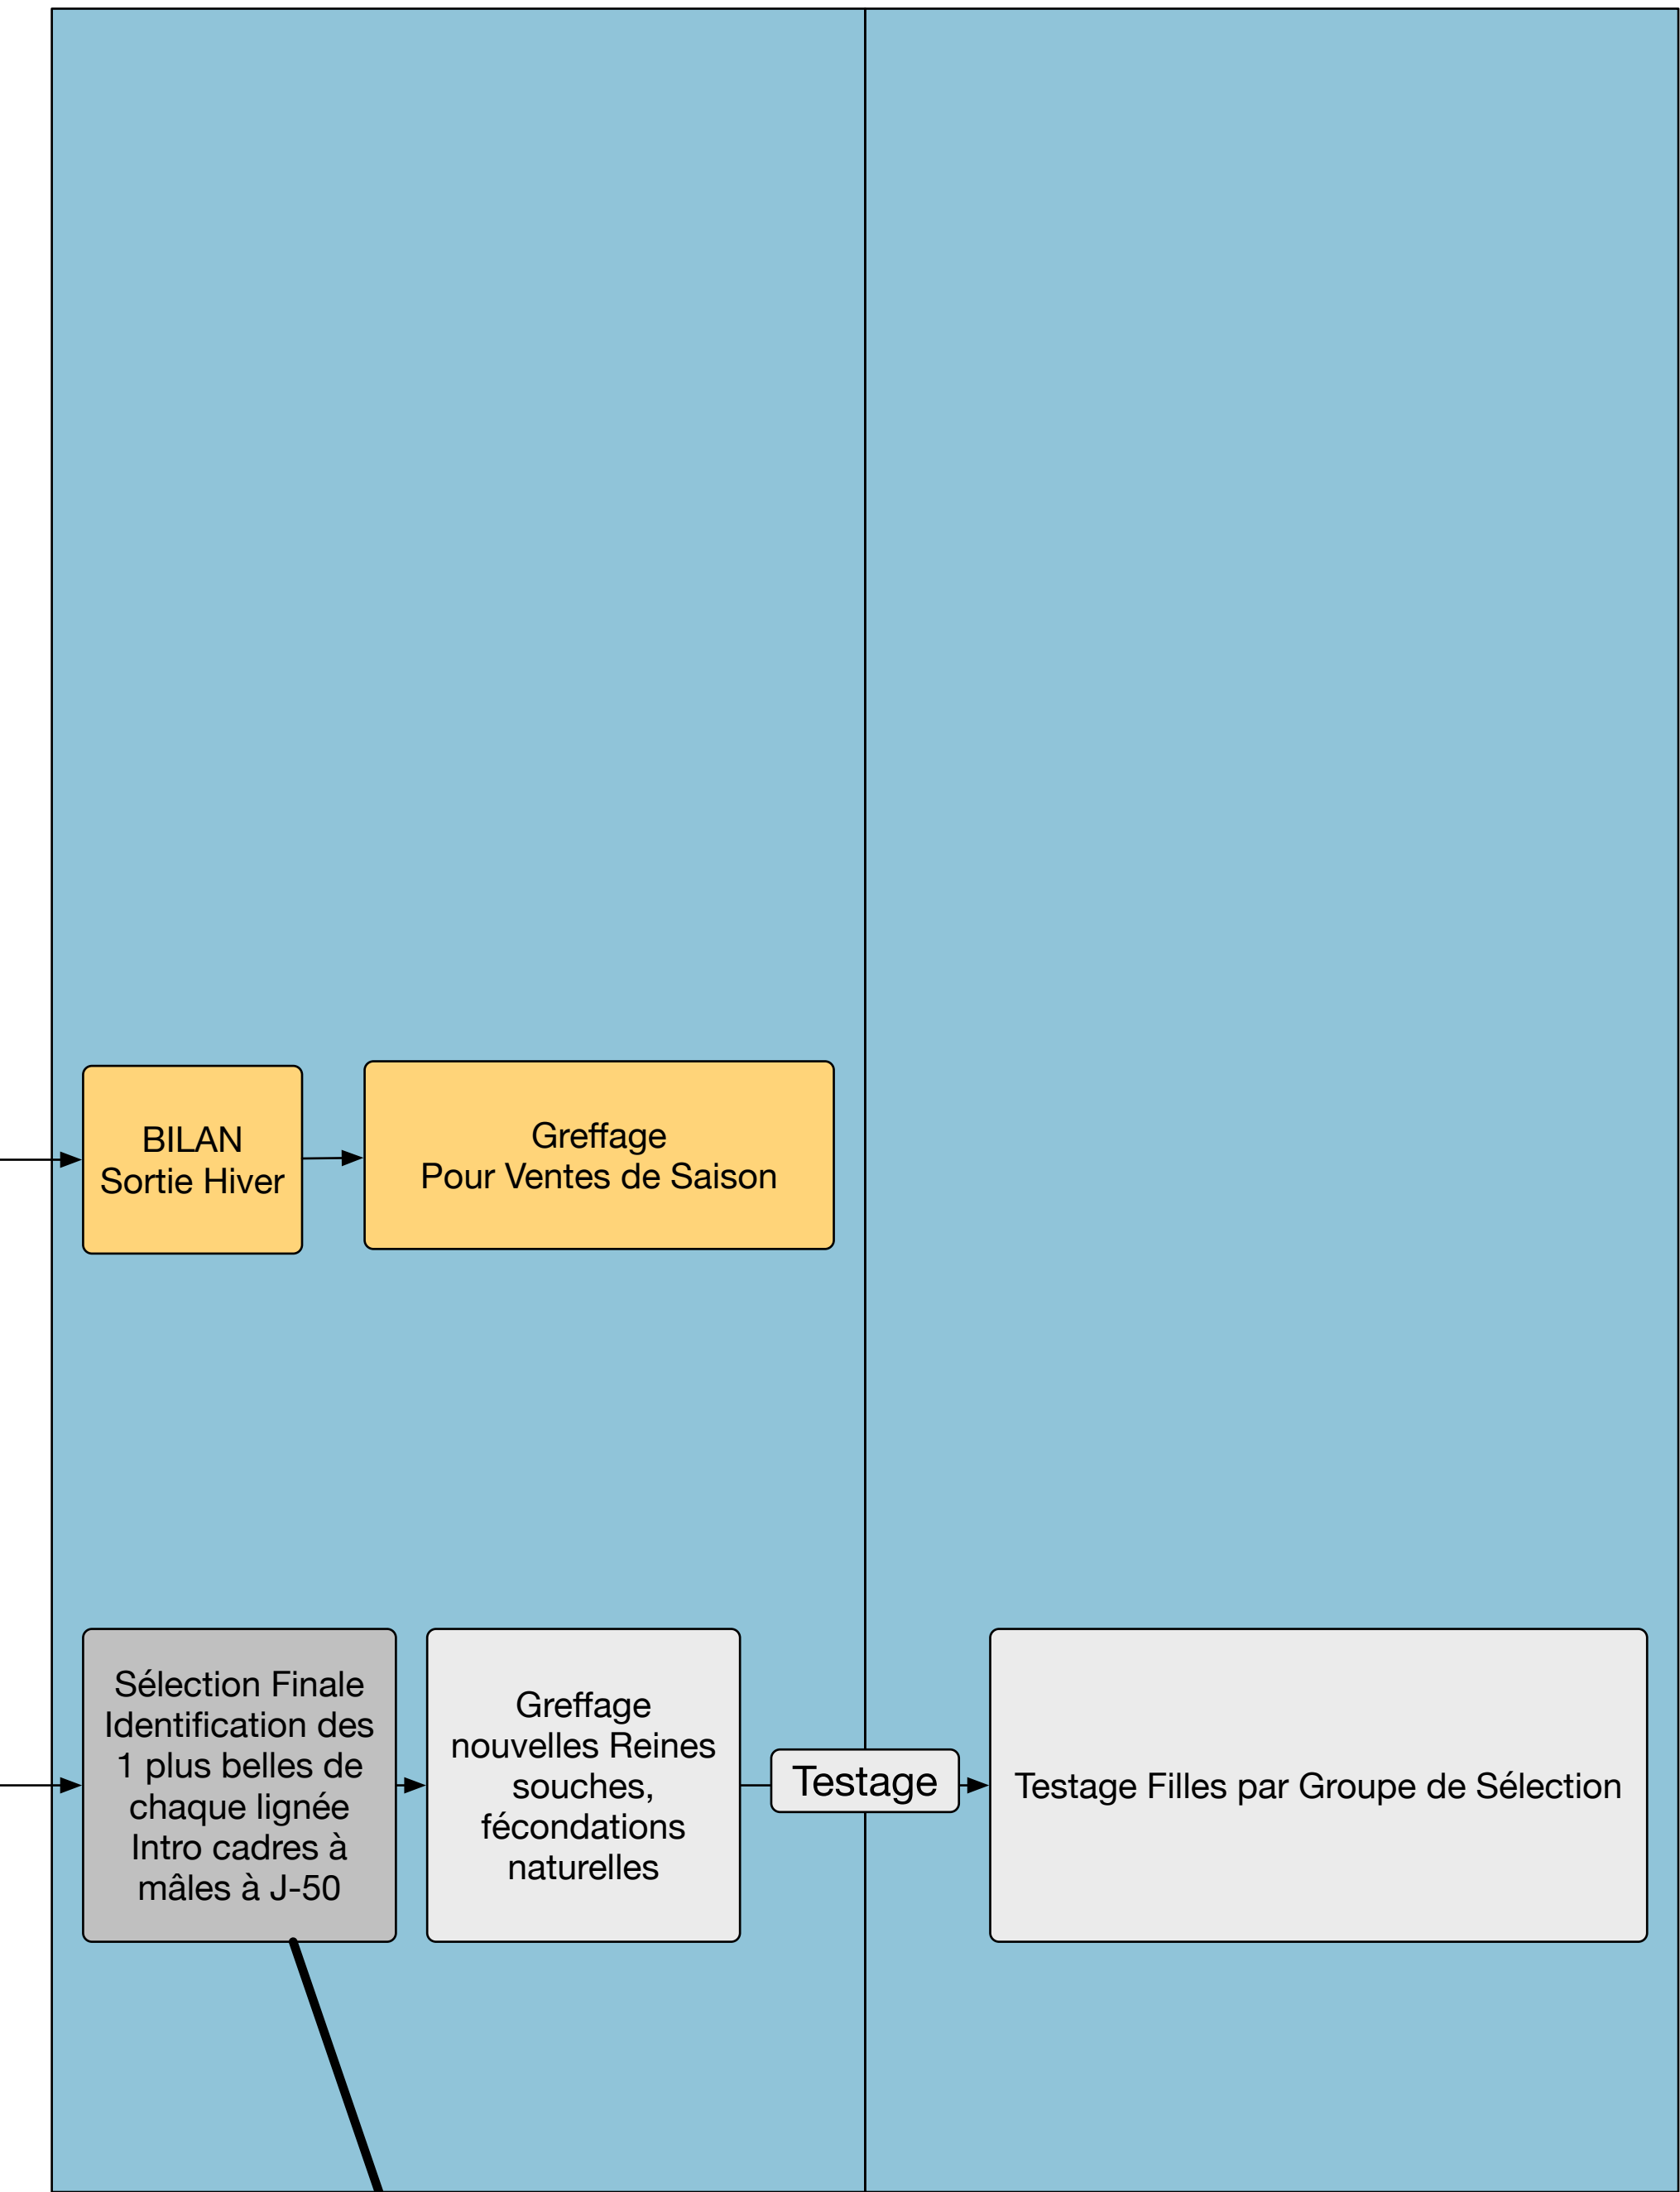 BILAN
Sortie Hiver
Greffage
Pour Ventes de Saison
Sélection Finale
Identification des
1 plus belles de
chaque lignée
Intro cadres à
mâles à J-50
Greffage
nouvelles Reines
souches,
fécondations
naturelles
Testage
Testage Filles par Groupe de Sélection